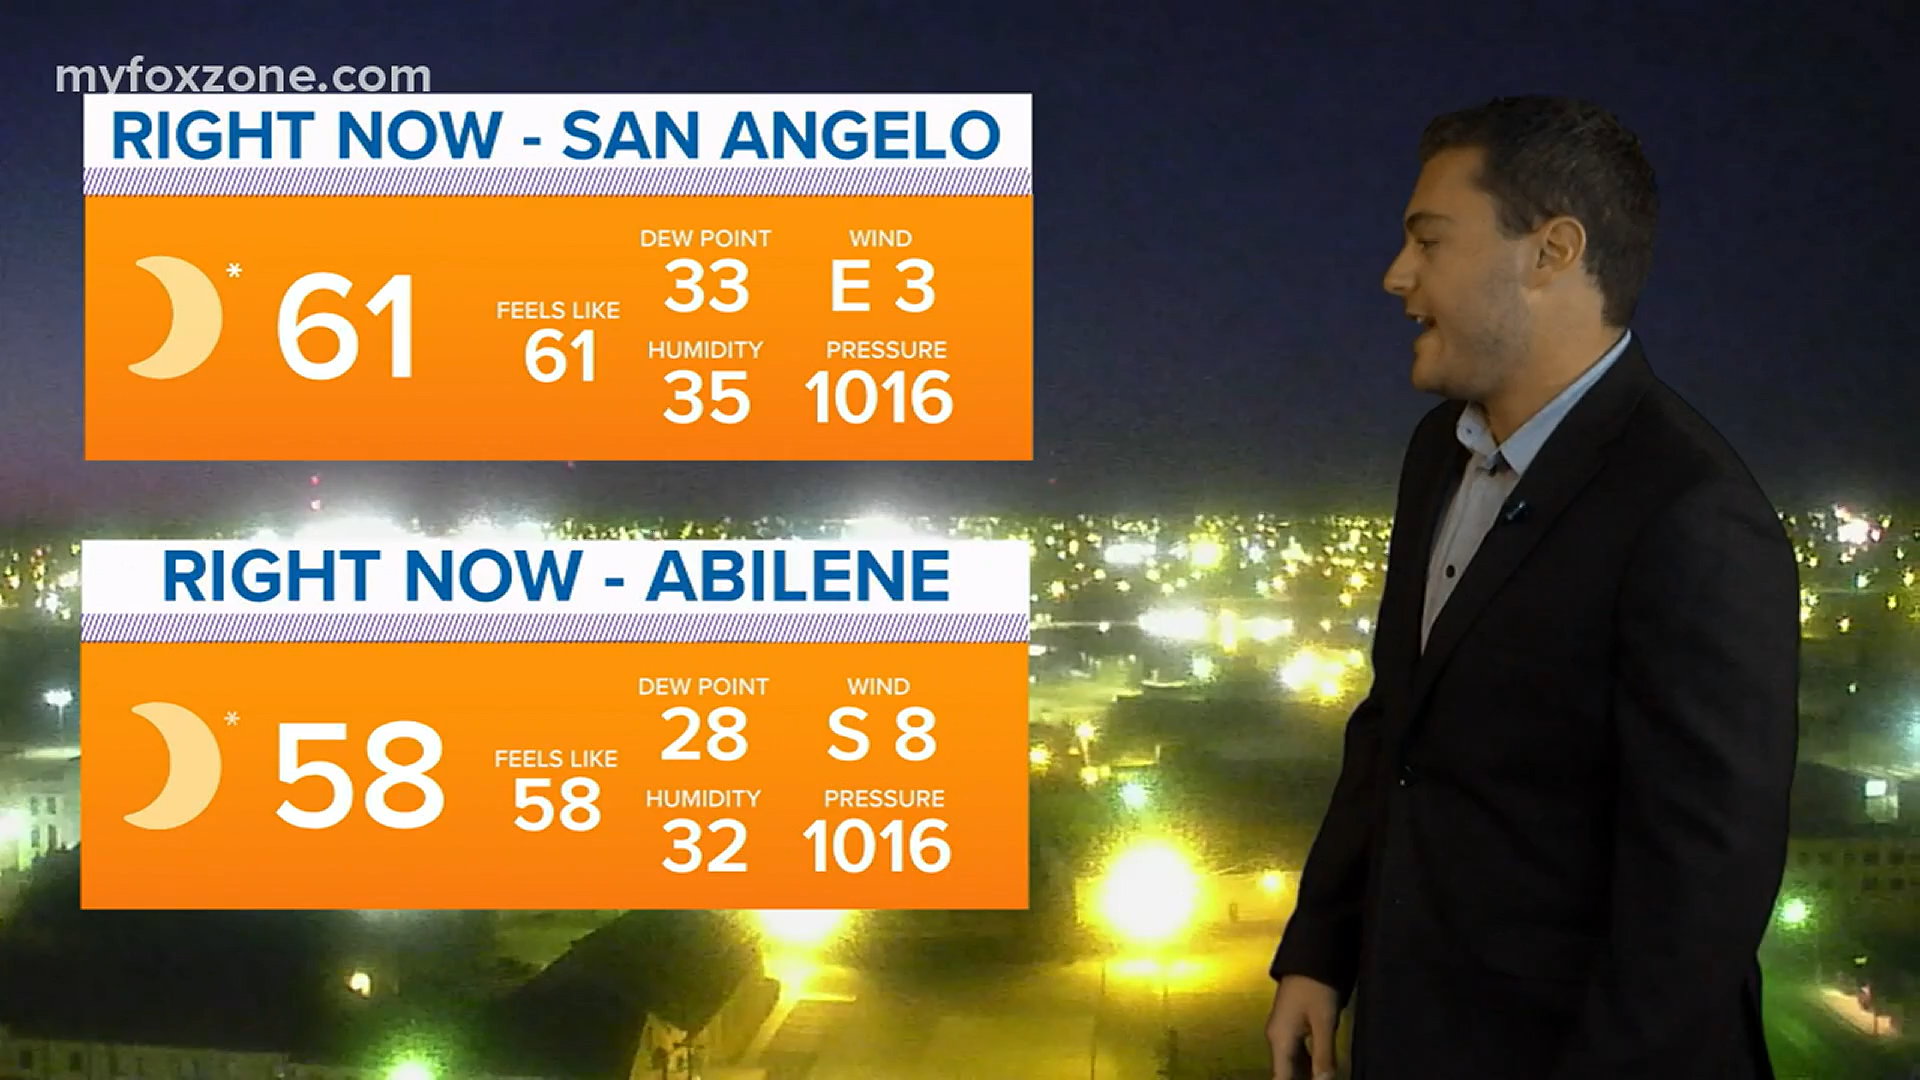 myfoxzone.com
RIGHT NOW - SAN ANGELO
61
FEELS LIKE
61
DEW POINT
33
WIND
E 3
HUMIDITY
35
PRESSURE
1016
RIGHT NOW - ABILENE
58
FEELS LIKE
58
DEW POINT
28
WIND
S 8
HUMIDITY
32
PRESSURE
1016